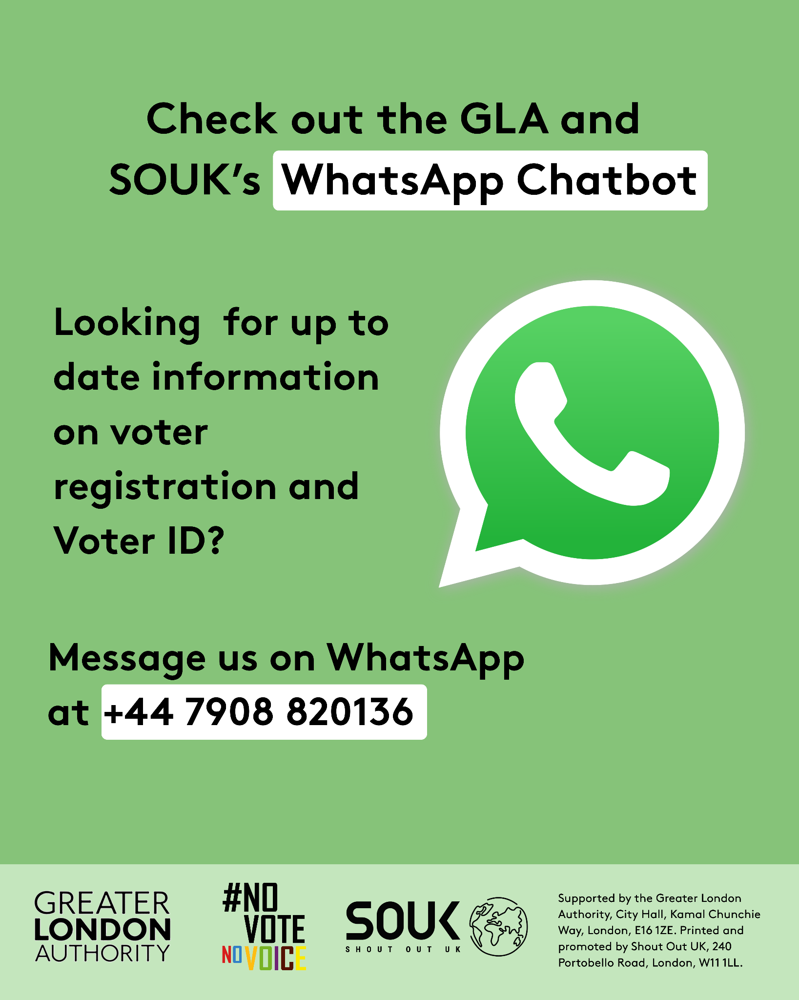 Check out the GLA and
SOUK’s WhatsApp Chatbot
Looking for up to
date information
on voter
registration and
Voter ID?
Message us on WhatsApp
at +44 7908 820136
GREATER
LONDON
AUTHORITY
#NO
VOTE
NOVOICE
SOUK
SHOUT OUT UK
Supported by the Greater London
Authority, City Hall, Kamal Chunchie
Way, London, E16 1ZE. Printed and
promoted by Shout Out UK, 240
Portobello Road, London, W11 1LL.